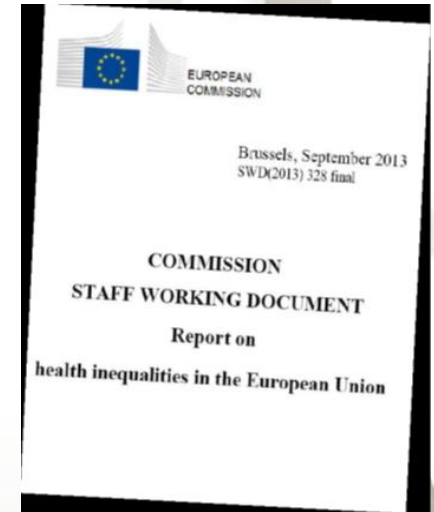 EUROPEAN
COMMISSION
Brussels, September 2013
SWD(2013) 328 final
COMMISSION
STAFF WORKING DOCUMENT
Report on
health inequalities in the European Union